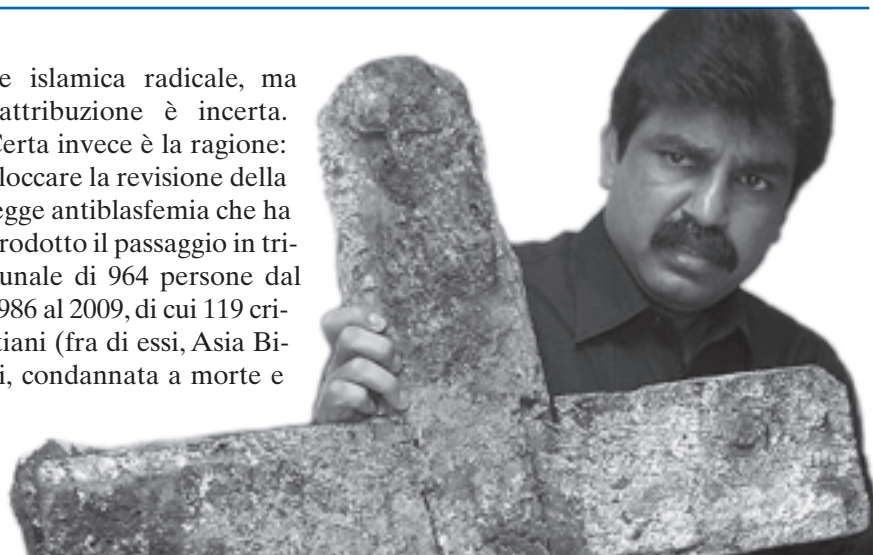 e islamica radicale, ma
attribuzione è incerta.
Certa invece è la ragione:
loccare la revisione della
egge antiblasfemia che ha
rodotto il passaggio in tri-
unale di 964 persone dal
986 al 2009, di cui 119 cri-
tiani (fra di essi, Asia Bi-
i, condannata a morte e